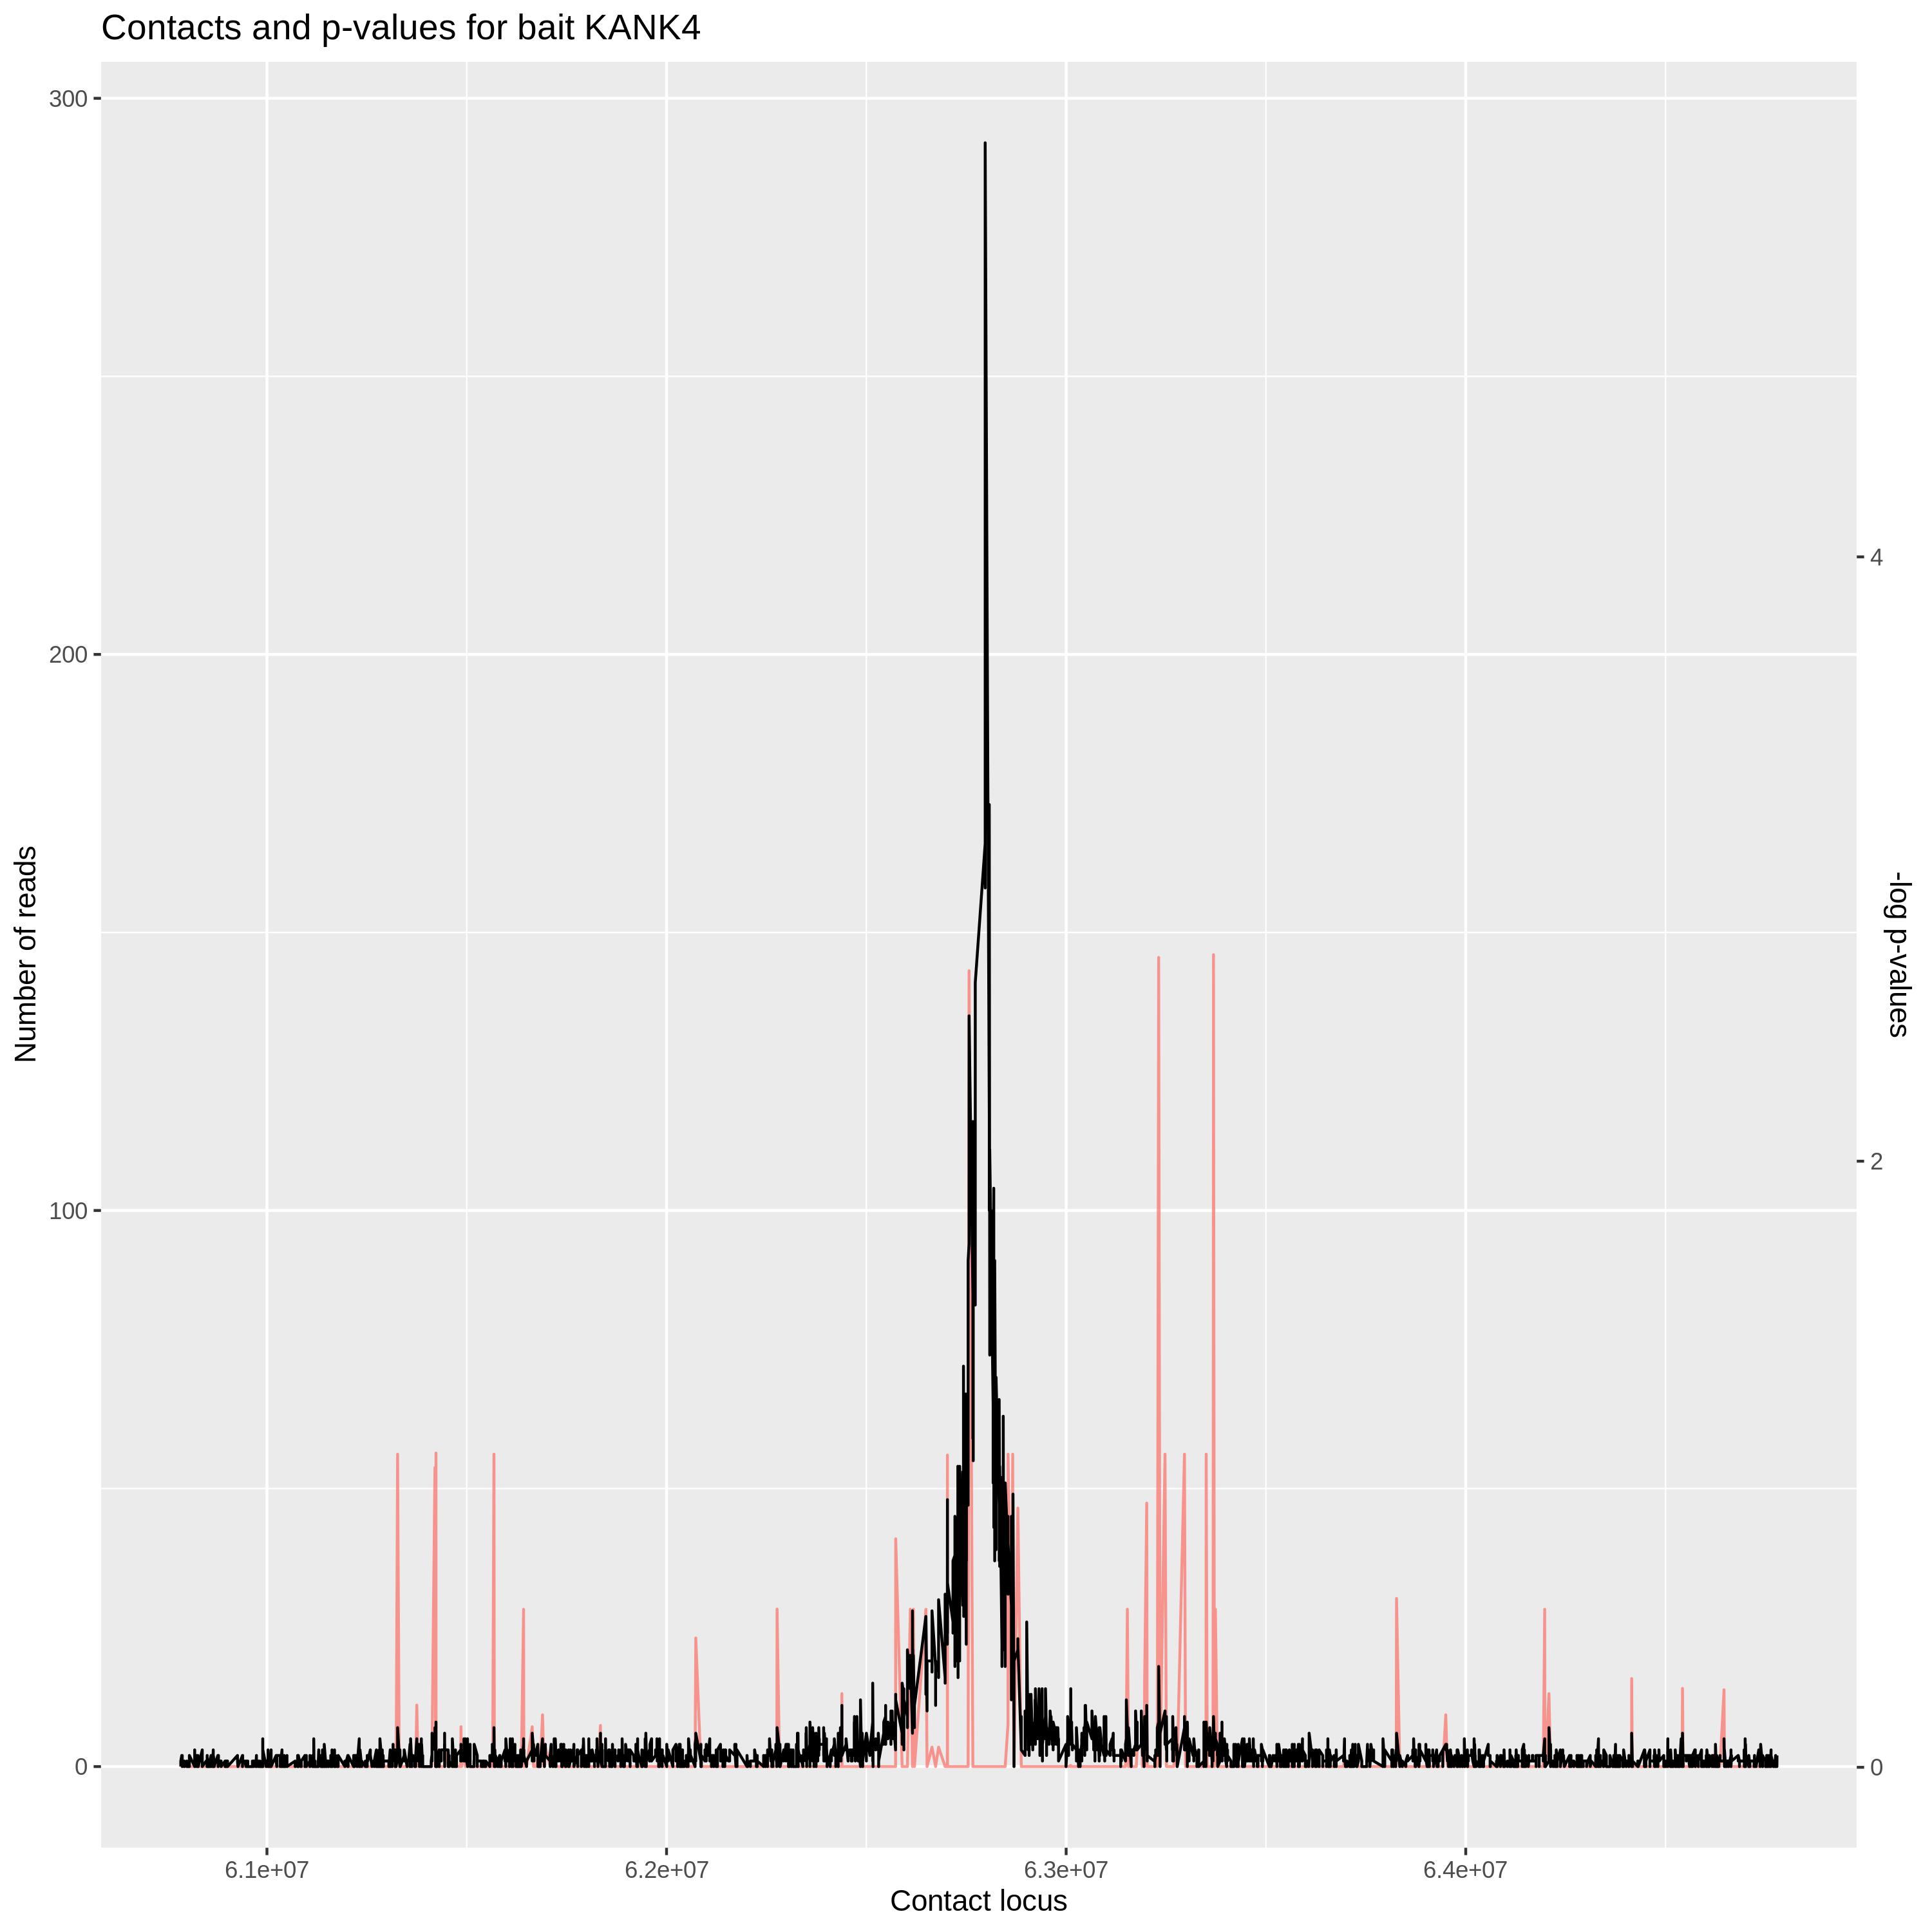 Contacts and p-values for bait KANK4
300
200
100
0
Number of reads
4
2
0
-log p-values
6.1e+07
6.2e+07
6.3e+07
6.4e+07
Contact locus